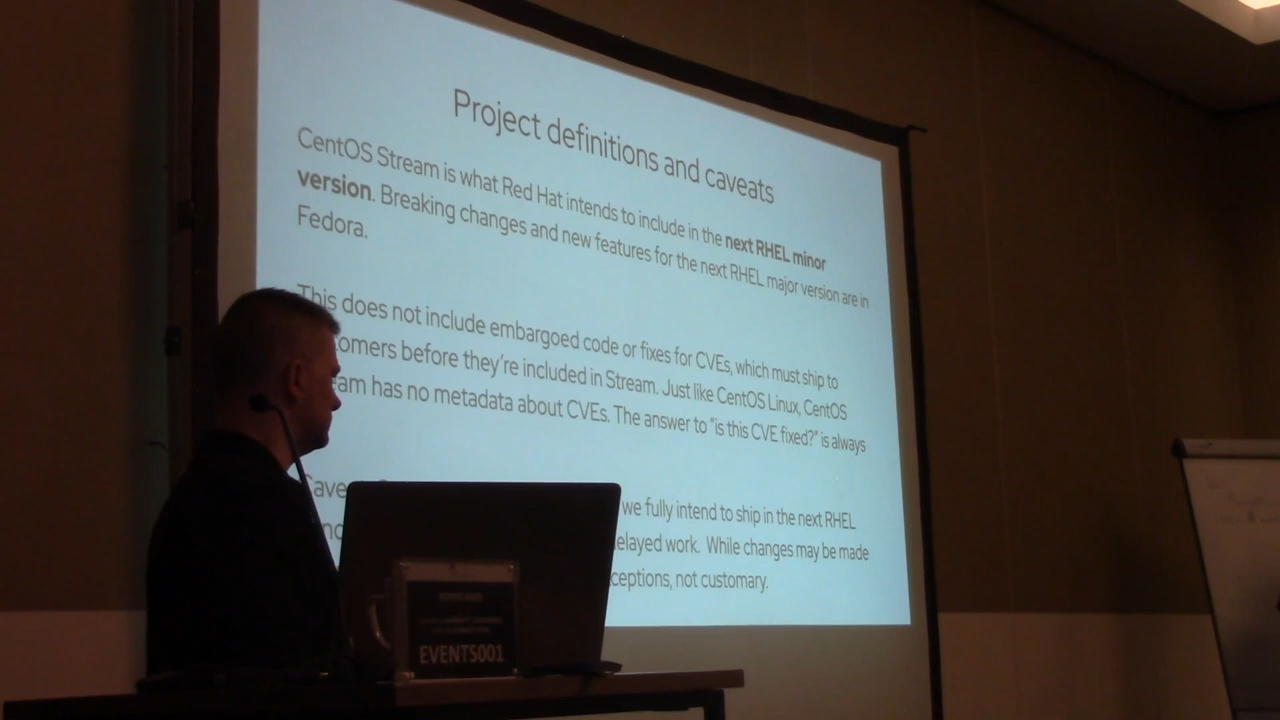 Project definitions and caveats
CentOS Stream is what Red Hat intends to include in the next RHEL minor
version. Breaking changes and new features for the next RHEL major version are in
Fedora.
This does not include embargoed code or fixes for CVEs, which must ship to
omers before they're included in Stream. Just like CentOS Linux, CentOS
am has no metadata about CVEs. The answer to "is this CVE fixed?" is always
Cave
we fully intend to ship in the next RHEL
elayed work. While changes may be made
ceptions, not customary.
EVENTS001